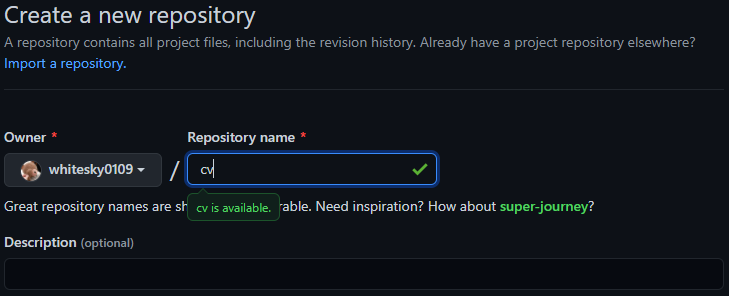 Create a new repository
A repository contains all project files, including the revision history. Already have a project repository elsewhere?
Import a repository.
Owner *
Repository name *
whitesky0109
/
cv
cv is available.
Great repository names are sh rable. Need inspiration? How about super-journey?
Description (optional)